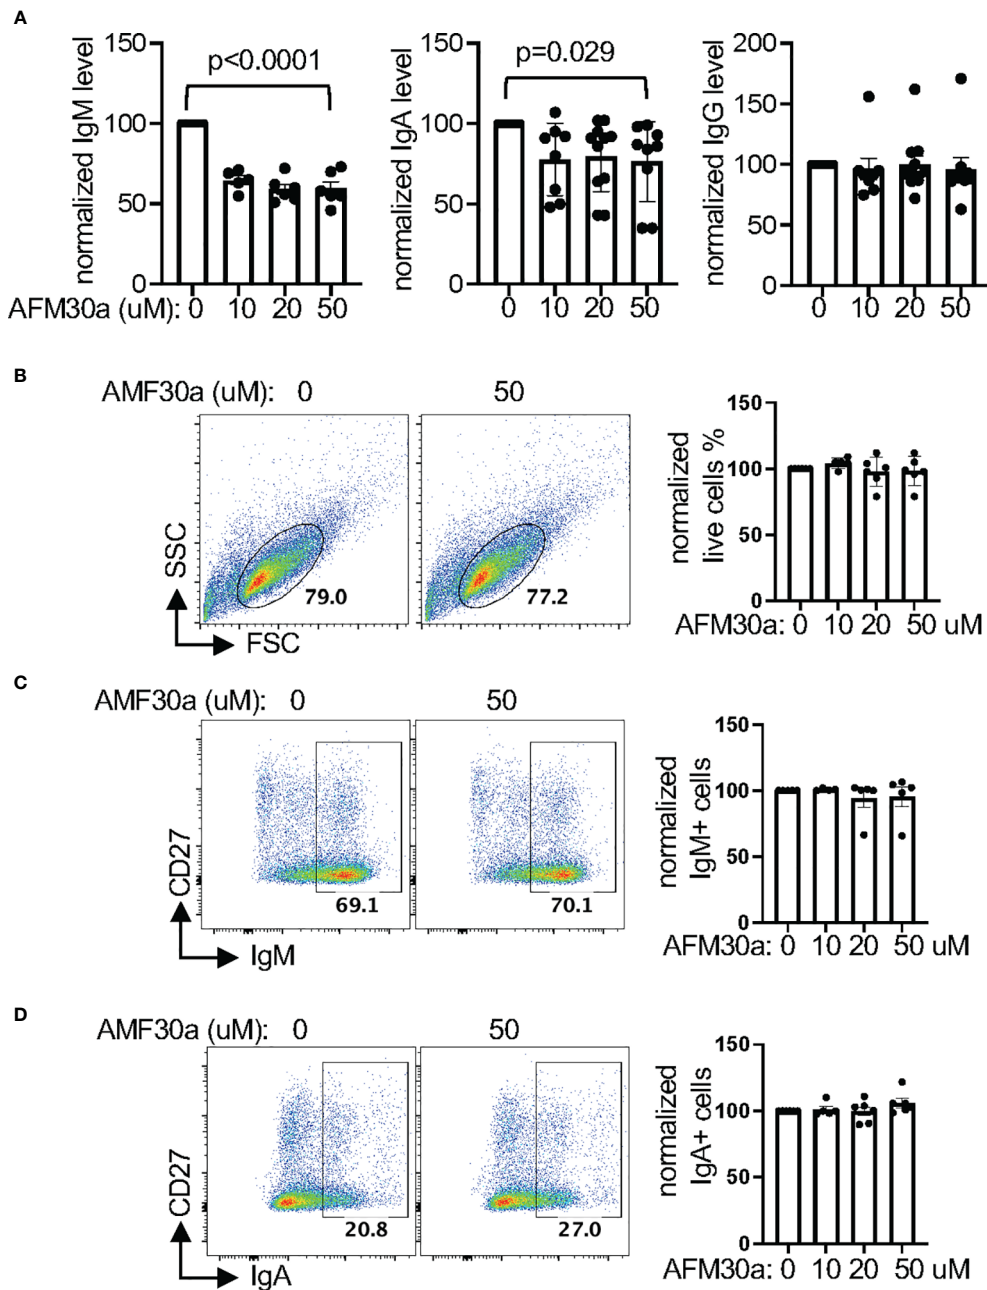 A
normalized IgM level
150
100
50
0
p<0.0001
AFM30a (uM): 0 10 20 50
normalized IgA level
150
100
50
0
p=0.029
0 10 20 50
normalized IgG level
200
150
100
50
0
0 10 20 50
B
AMF30a (uM): 0 50
SSC
FSC
79.0
77.2
normalized
live cells %
150
100
50
0
AFM30a: 0 10 20 50 uM
C
AMF30a (uM): 0 50
CD27
IgM
69.1
70.1
normalized
IgM+ cells
150
100
50
0
AFM30a: 0 10 20 50 uM
D
AMF30a (uM): 0 50
CD27
IgA
20.8
27.0
normalized
IgA+ cells
150
100
50
0
AFM30a: 0 10 20 50 uM